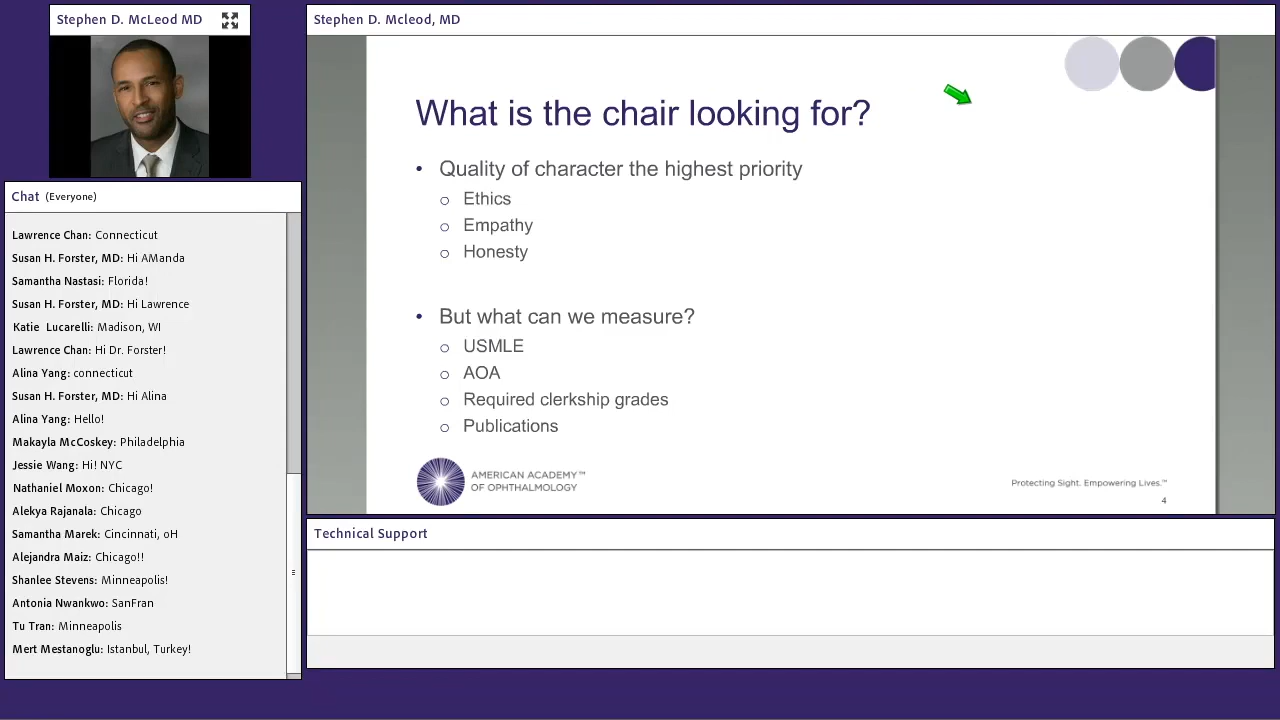 Stephen D. McLeod MD
Chat (Everyone)
Lawrence Chan: Connecticut
Susan H. Forster, MD: Hi AManda
Samantha Nastasi: Florida!
Susan H. Forster, MD: Hi Lawrence
Katie Lucarelli: Madison, WI
Lawrence Chan: Hi Dr. Forster!
Alina Yang: connecticut
Susan H. Forster, MD: Hi Alina
Alina Yang: Hello!
Makayla McCoskey: Philadelphia
Jessie Wang: Hi! NYC
Nathaniel Moxon: Chicago!
Alekya Rajanala: Chicago
Samantha Marek: Cincinnati, oH
Alejandra Maiz: Chicago!!
Shanlee Stevens: Minneapolis!
Antonia Nwankwo: SanFran
Tu Tran: Minneapolis
Mert Mestanoglu: Istanbul, Turkey!
Stephen D. Mcleod, MD
What is the chair looking for?
• Quality of character the highest priority
o Ethics
o Empathy
o Honesty
• But what can we measure?
o USMLE
o AOA
o Required clerkship grades
o Publications
AMERICAN ACADEMY™
OF OPHTHALMOLOGY
Protecting Sight. Empowering Lives.™
4
Technical Support